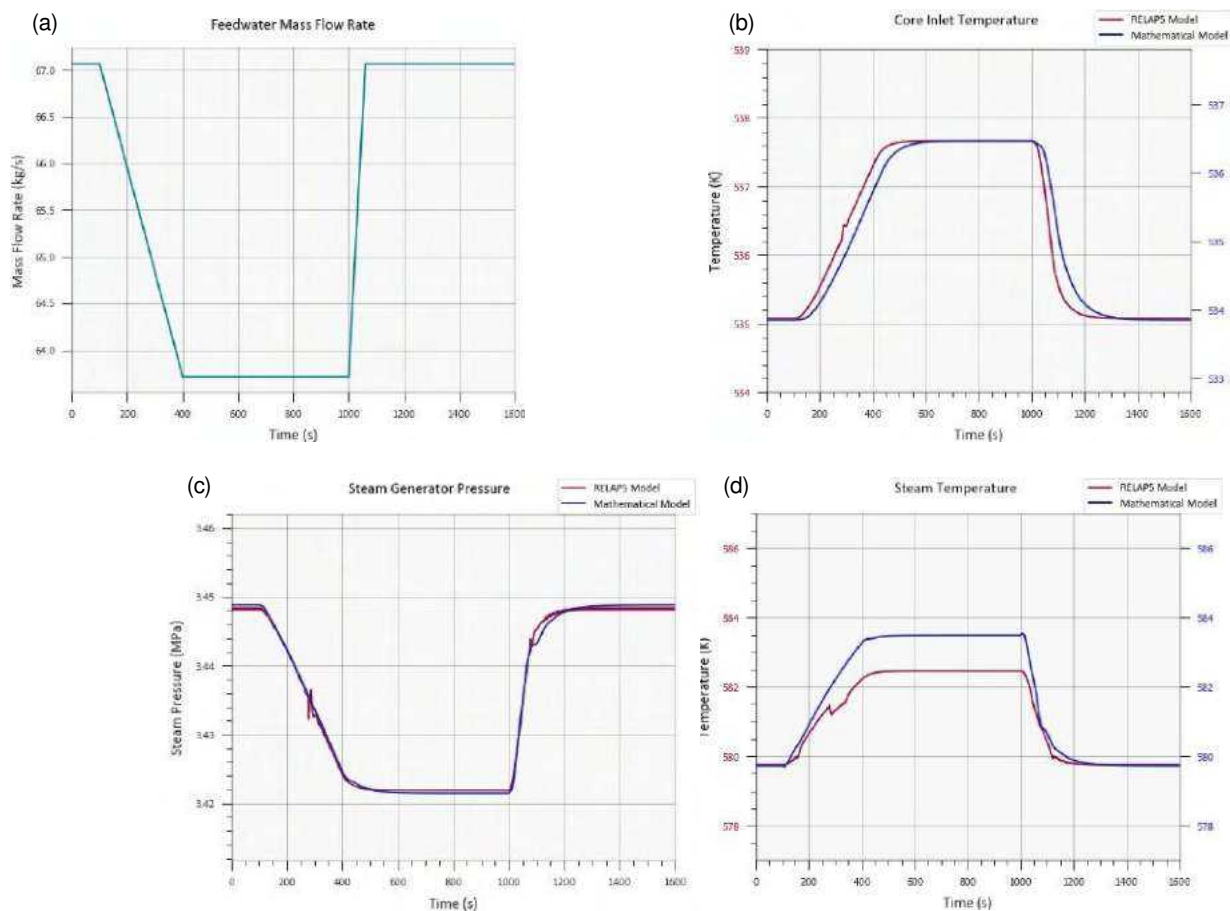 (a)
Feedwater Mass Flow Rate
Mass Flow Rate (kg/s)
67.0
66.5
66.0
65.5
65.0
64.5
64.0
0 200 400 600 800 1000 1200 1400 1600
Time (s)
(b)
Core Inlet Temperature
RELAP5 Model
Mathematical Model
Temperature (K)
539
538
537
536
535
534
537
536
535
534
533
0 200 400 600 800 1000 1200 1400 1600
Time (s)
(c)
Steam Generator Pressure
RELAP5 Model
Mathematical Model
Steam Pressure (MPa)
3.46
3.45
3.44
3.43
3.42
0 200 400 600 800 1000 1200 1400 1600
Time (s)
(d)
Steam Temperature
RELAP5 Model
Mathematical Model
Temperature (K)
586
584
582
580
578
586
584
582
580
578
0 200 400 600 800 1000 1200 1400 1600
Time (s)